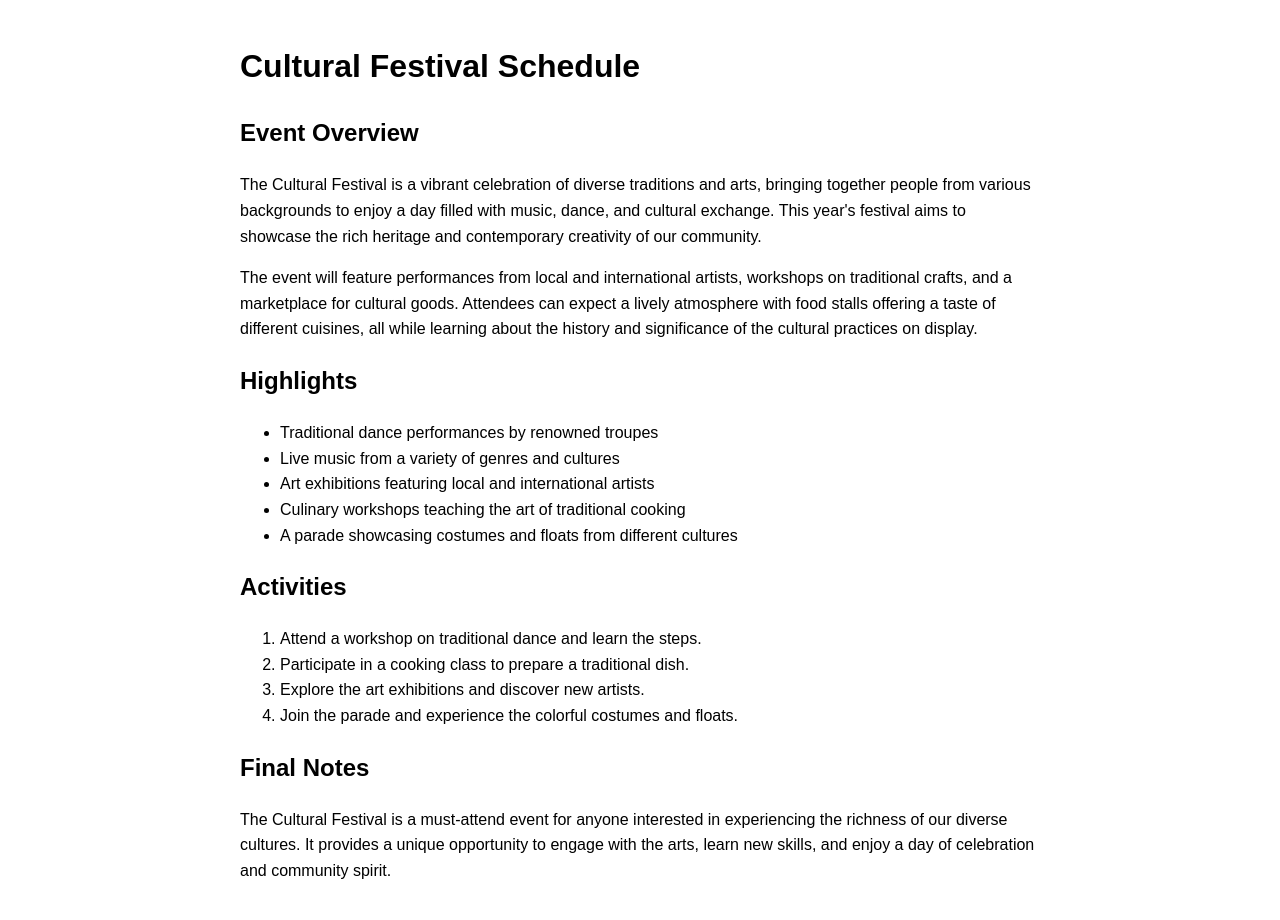 Cultural Festival Schedule
Event Overview
The Cultural Festival is a vibrant celebration of diverse traditions and arts, bringing together people from various
backgrounds to enjoy a day filled with music, dance, and cultural exchange. This year's festival aims to
showcase the rich heritage and contemporary creativity of our community.
The event will feature performances from local and international artists, workshops on traditional crafts, and a
marketplace for cultural goods. Attendees can expect a lively atmosphere with food stalls offering a taste of
different cuisines, all while learning about the history and significance of the cultural practices on display.
Highlights
• Traditional dance performances by renowned troupes
• Live music from a variety of genres and cultures
• Art exhibitions featuring local and international artists
• Culinary workshops teaching the art of traditional cooking
• A parade showcasing costumes and floats from different cultures
Activities
1. Attend a workshop on traditional dance and learn the steps.
2. Participate in a cooking class to prepare a traditional dish.
3. Explore the art exhibitions and discover new artists.
4. Join the parade and experience the colorful costumes and floats.
Final Notes
The Cultural Festival is a must-attend event for anyone interested in experiencing the richness of our diverse
cultures. It provides a unique opportunity to engage with the arts, learn new skills, and enjoy a day of celebration
and community spirit.